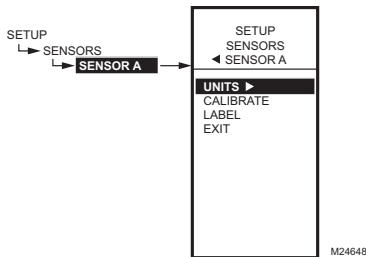 SETUP
SENSORS
SENSOR A
SETUP
SENSORS
◄ SENSOR A
UNITS ►
CALIBRATE
LABEL
EXIT
M24648